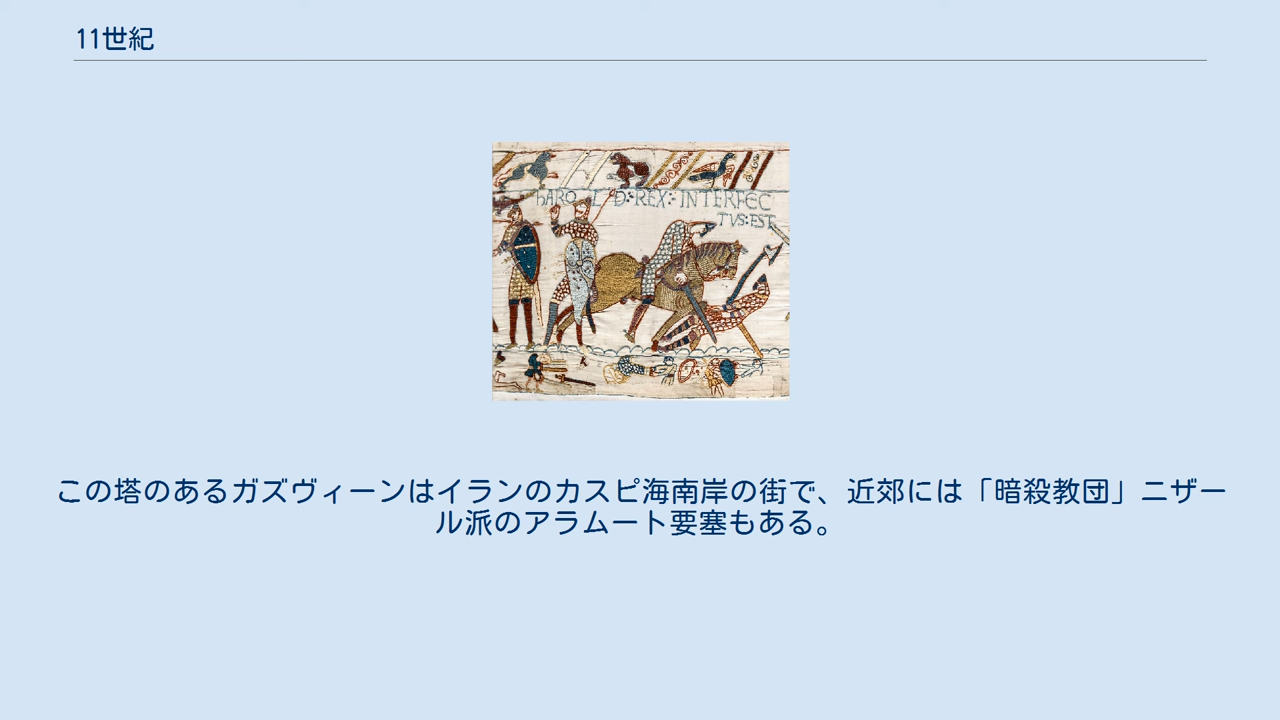 11世紀
hAROLD:REX:INTERFEC
TVS:EST
この塔のあるガズヴィーンはイランのカスピ海南岸の街で、近郊には「暗殺教団」ニザー
ル派のアラムート要塞もある。